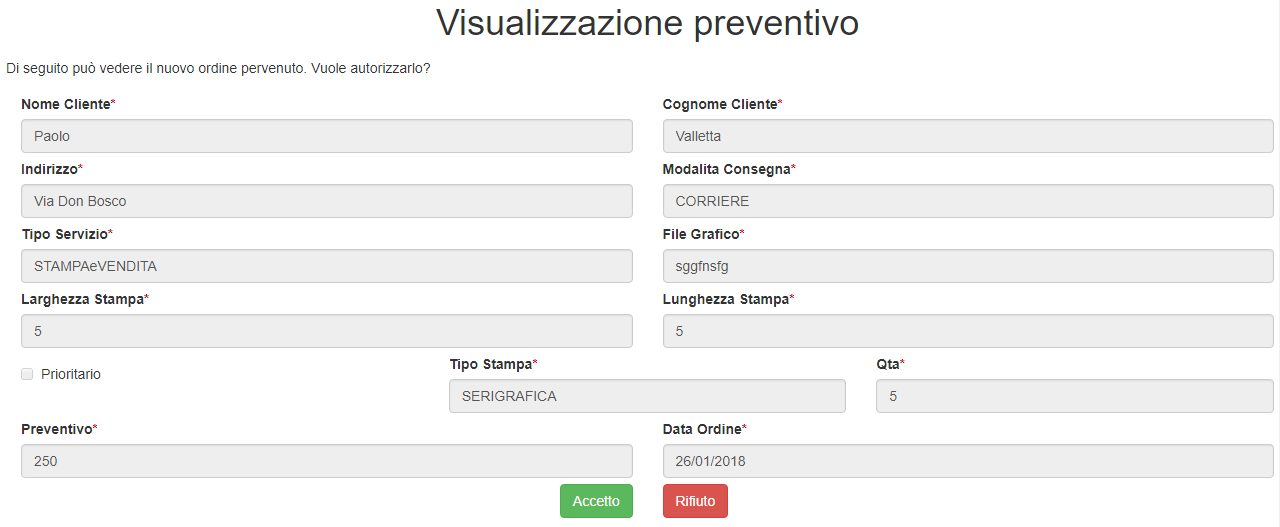 Visualizzazione preventivo
Di seguito può vedere il nuovo ordine pervenuto. Vuole autorizzarlo?
Nome Cliente* Cognome Cliente*
Paolo Valletta
Indirizzo* Modalita Consegna*
Via Don Bosco CORRIERE
Tipo Servizio* File Grafico*
STAMPAeVENDITA sggfnsfg
Larghezza Stampa* Lunghezza Stampa*
5 5
Prioritario Tipo Stampa* Qta*
SERIGRAFICA 5
Preventivo* Data Ordine*
250 26/01/2018
Accetto Rifiuto